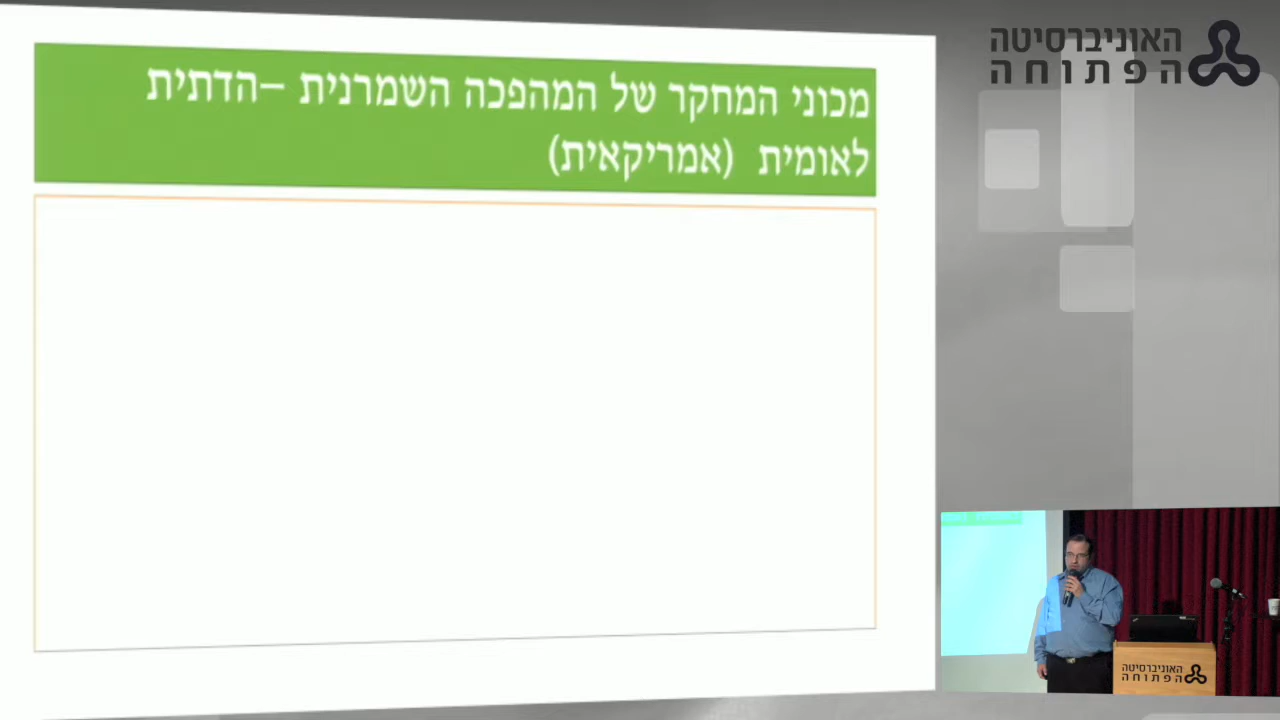 מכוני המחקר של המהפכה השמרנית –הדתית
לאומית (אמריקאית)
האוניברסיטה
הפתוחה
האוניברסיטה
הפתוחה